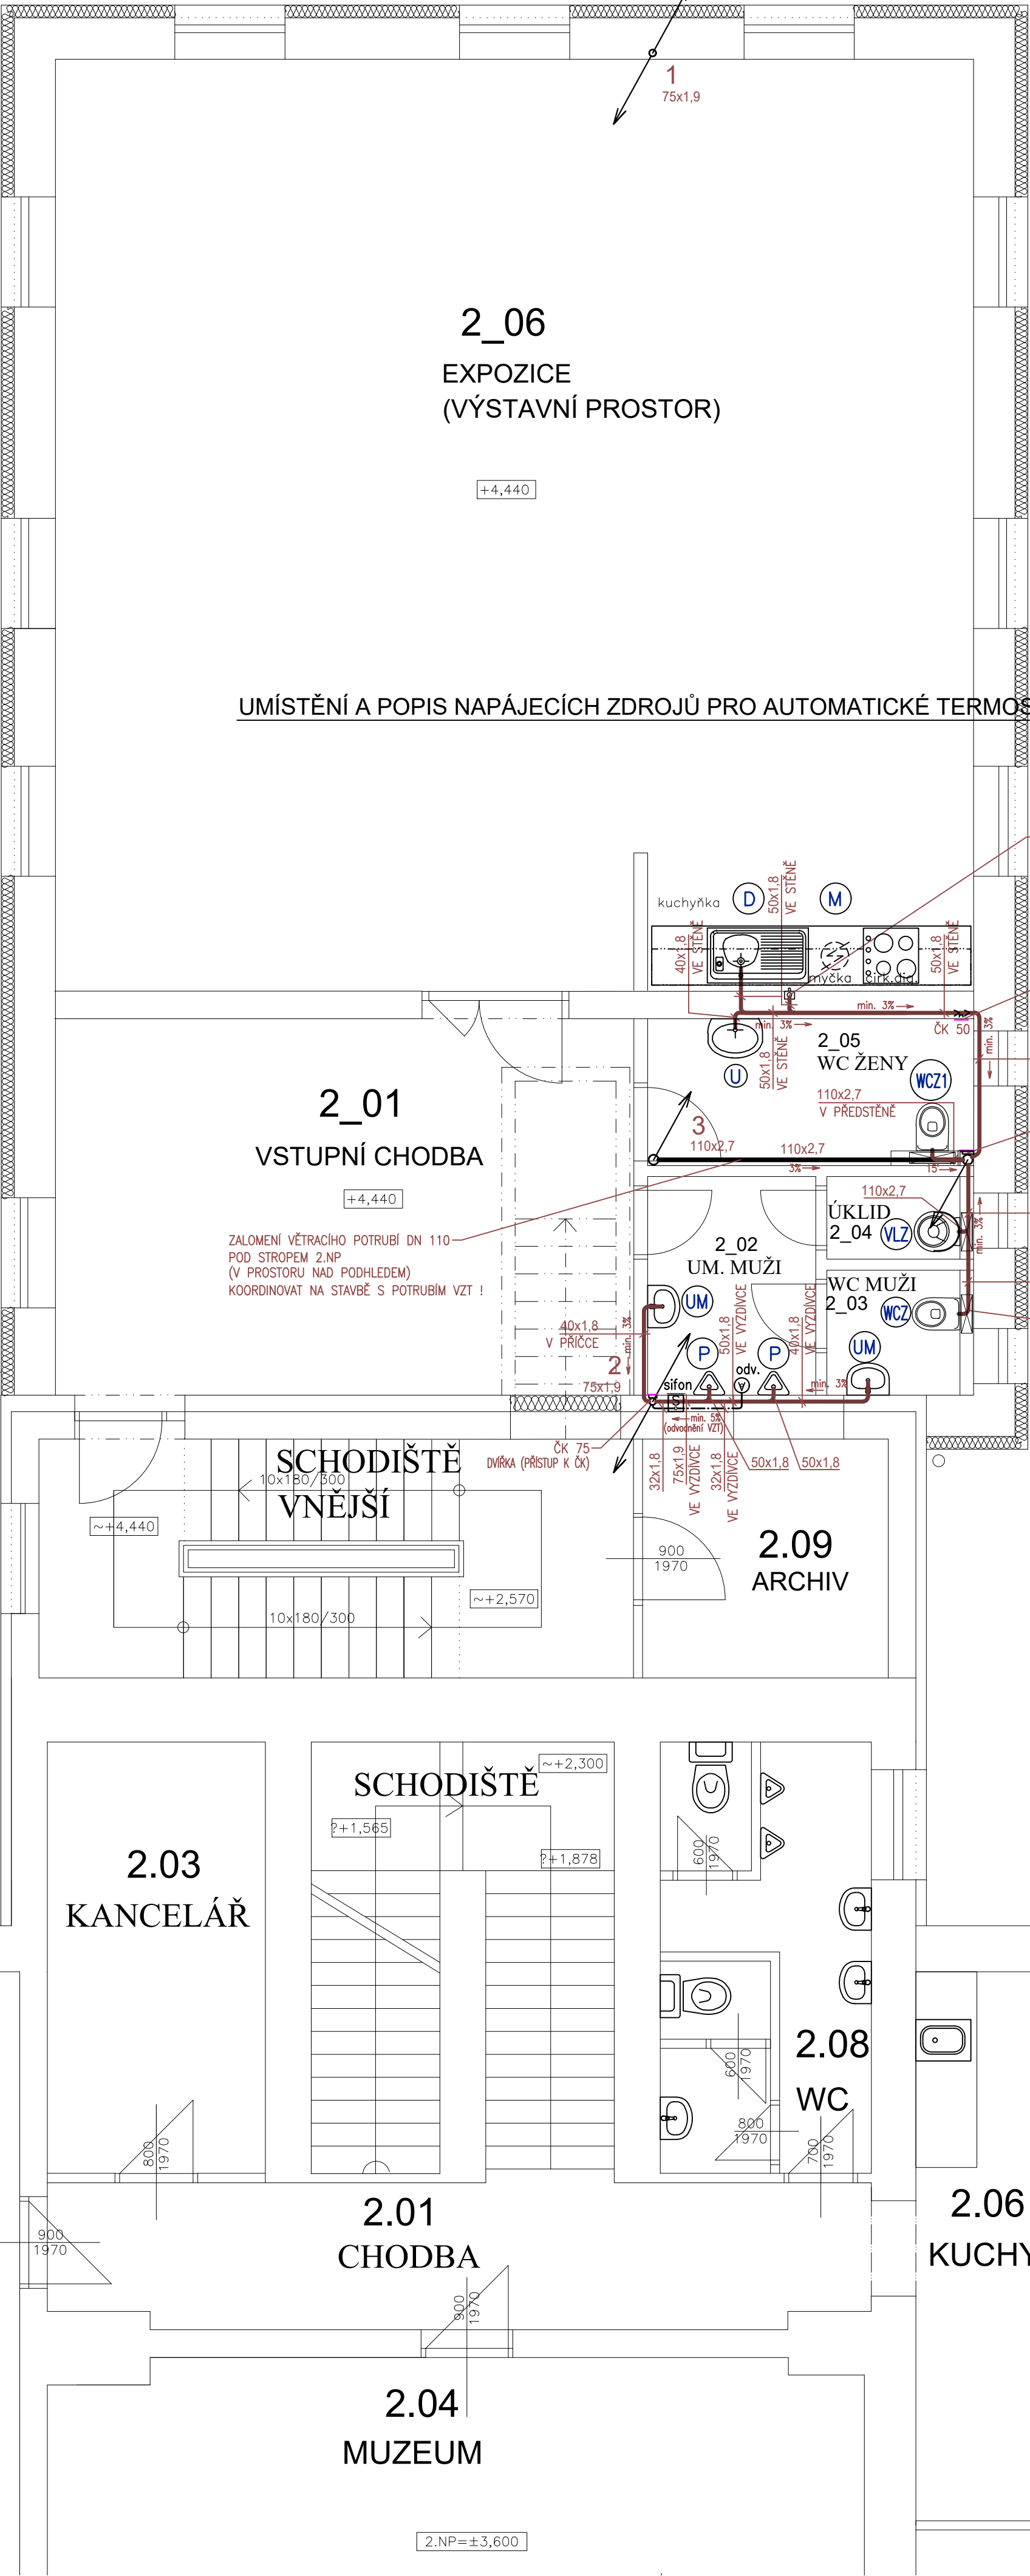 1
75x1,9
2_06
EXPOZICE
(VÝSTAVNÍ PROSTOR)
+4,440
UMÍSTĚNÍ A POPIS NAPÁJECÍCH ZDROJŮ PRO AUTOMATICKÉ
kuchyňka
D
50x1,8
VE STĚNĚ
M
40x1,8
VE STĚNĚ
50x1,8
VE STĚNĚ
myčka
min. 3%
ČK 50
min. 3%
min. 3%
2_05
WC ŽENY
50x1,8
VE STĚNĚ
U
WCZ1
110x2,7
V PŘEDSTĚNĚ
2_01
VSTUPNÍ CHODBA
+4,440
3
110x2,7
110x2,7
3%
15°
110x2,7
ÚKLID
2_04
VLZ
min. 3%
ZALOMENÍ VĚTRACÍHO POTRUBÍ DN 110
POD STROPEM 2.NP
(V PROSTORU NAD PODHLEDEM)
KOORDINOVAT NA STAVBĚ S POTRUBÍM VZT !
2_02
UM. MUŽI
WC MUŽI
2_03
WCZ
UM
40x1,8
V PŘÍČCE
min. 3%
50x1,8
VE VYZDÍVCE
40x1,8
VE VYZDÍVCE
P
P
UM
2
75x1,9
sifon
odv.
min. 3%
S
min. 5%
(odvodnění VZT)
ČK 75
DVÍŘKA (PŘÍSTUP K ČK)
32x1,8
75x1,9
VE VYZDÍVCE
32x1,8
VE VYZDÍVCE
50x1,8
50x1,8
SCHODIŠTĚ
VNĚJŠÍ
10x180/300
~+4,440
~+2,570
10x180/300
900
1970
2.09
ARCHIV
SCHODIŠTĚ
~+2,300
?+1,565
?+1,878
2.03
KANCELÁŘ
600
1970
600
1970
2.08
WC
800
1970
700
1970
800
1970
2.01
CHODBA
900
1970
900
1970
2.06
2.04
MUZEUM
2.NP=±3,600